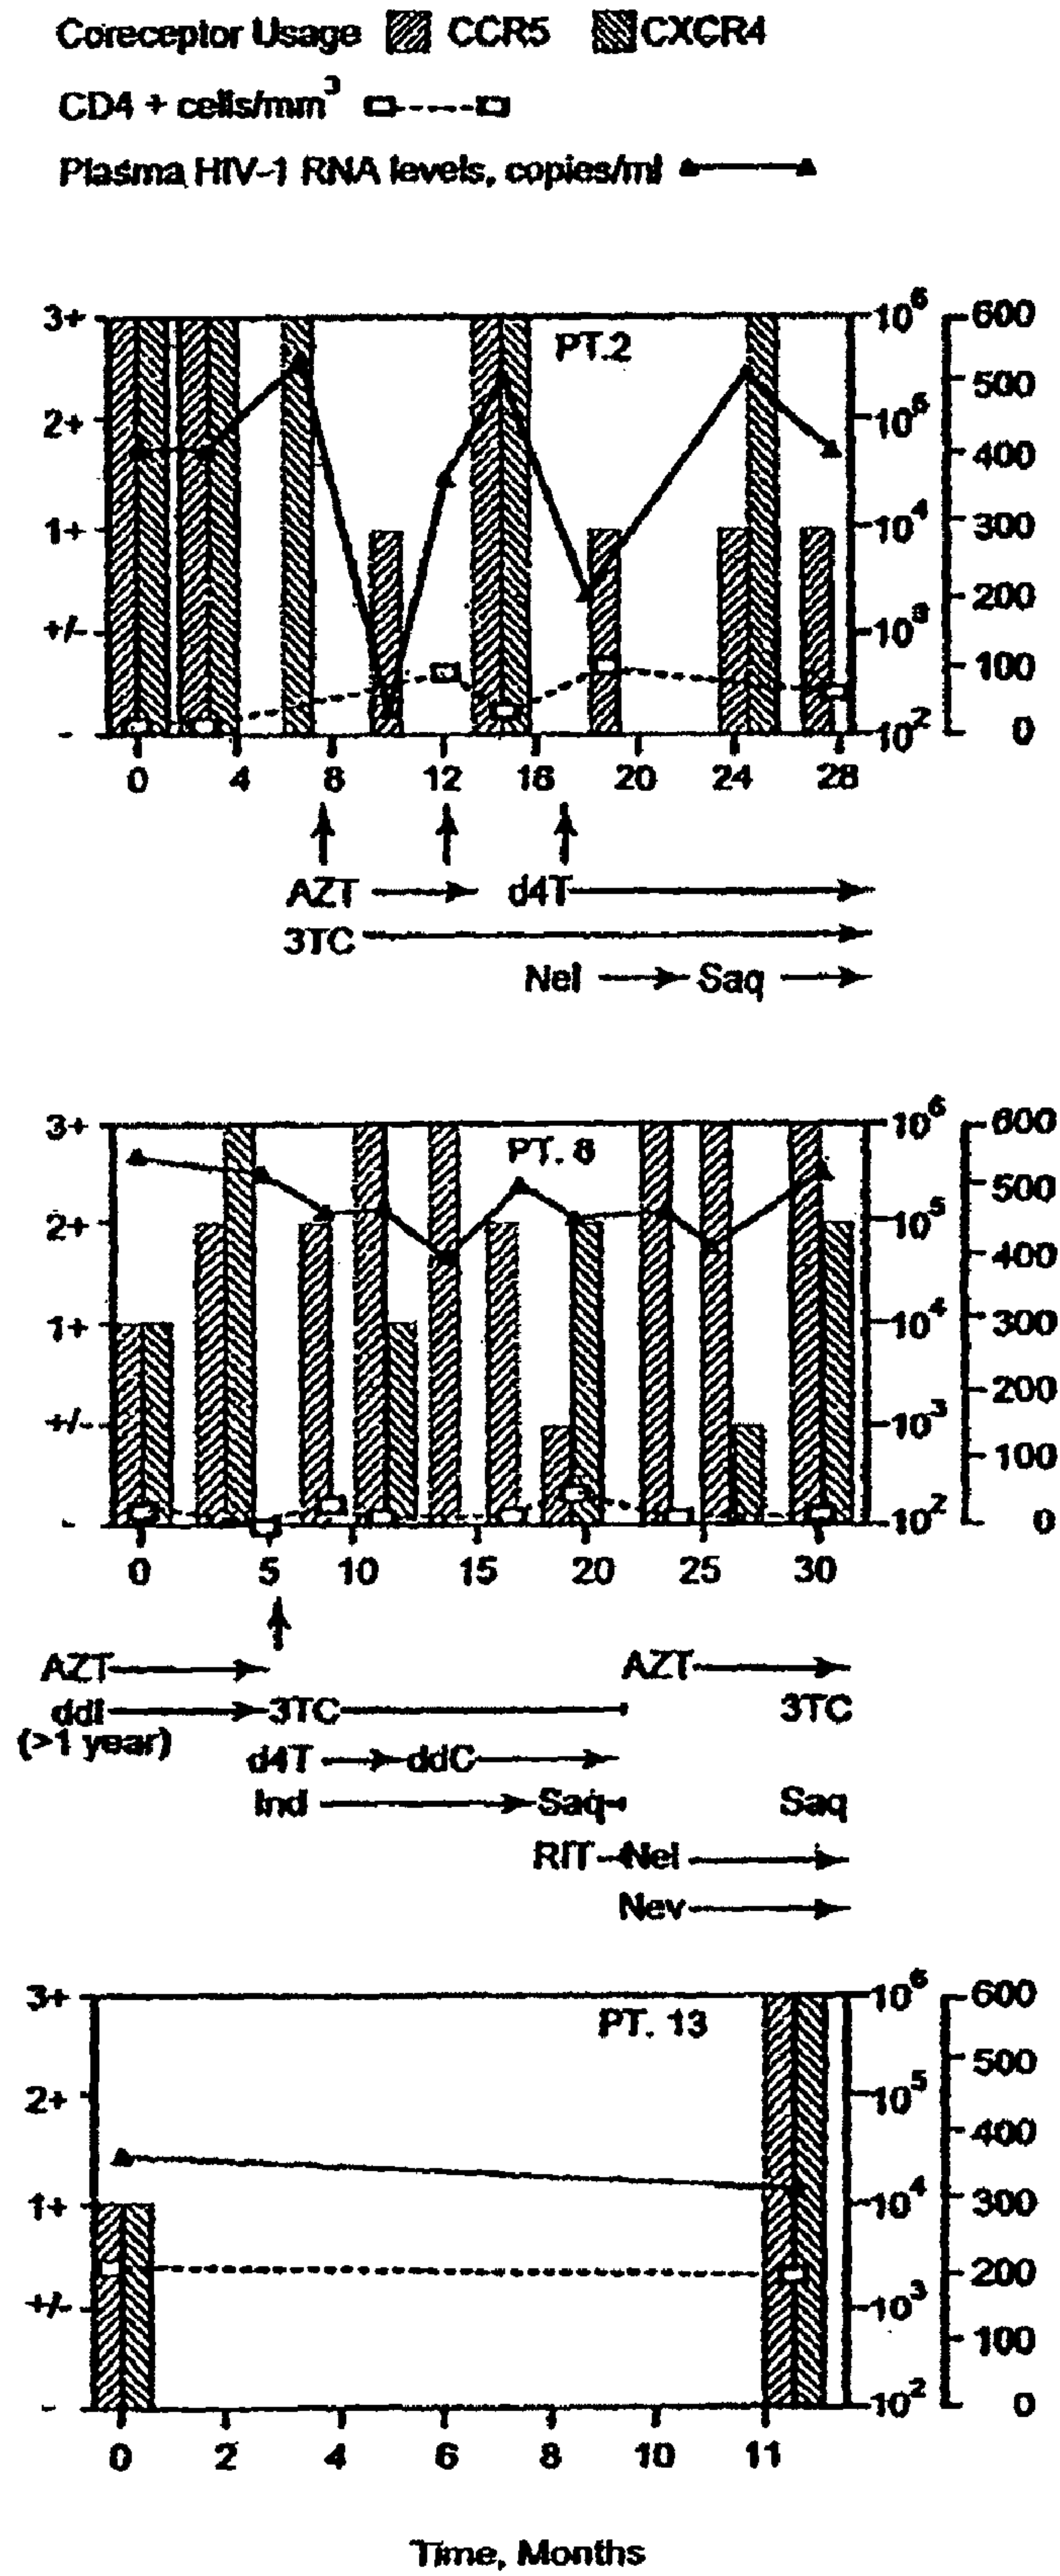 Coreceptor Usage CCR5 CXCR4
CD4 + cells/mm3
Plasma HIV-1 RNA levels, copies/ml
PT.2
3+ 10^6 600
500
2+ 10^5
400
1+ 10^4 300
200
+/- 10^3
100
- 10^2 0
0 4 8 12 16 20 24 28
AZT d4T
3TC
Nel Saq
PT. 6
3+ 10^6 600
500
2+ 10^5
400
1+ 10^4 300
200
+/- 10^3
100
- 10^2 0
0 5 10 15 20 25 30
AZT AZT
ddI 3TC 3TC
(>1 year)
d4T ddC
Ind Saq Saq
RIT Nel
Nev
PT. 13
3+ 10^6 600
500
2+ 10^5
400
1+ 10^4 300
200
+/- 10^3
100
- 10^2 0
0 2 4 6 8 10 11
Time, Months